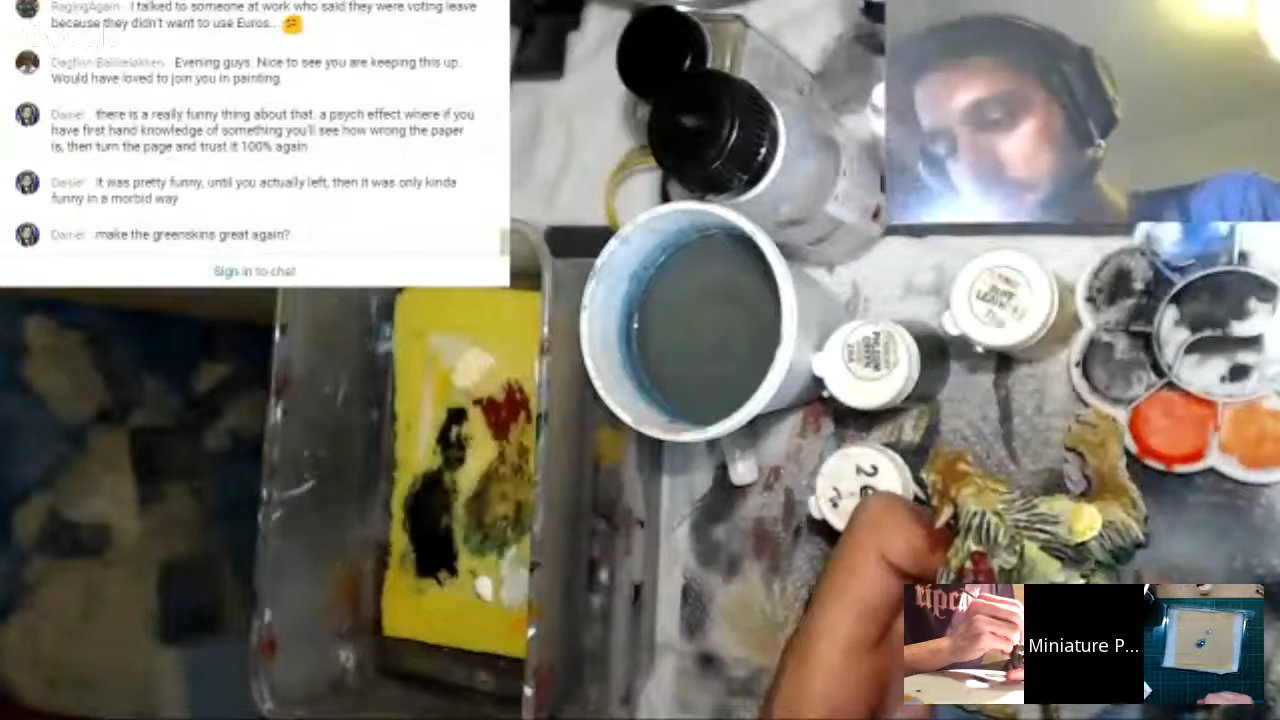 RagingAgain I talked to someone at work who said they were voting leave
because they didn't want to use Euros...
Evening guys. Nice to see you are keeping this up.
Would have loved to join you in painting.
Daniel there is a really funny thing about that. a psych effect where if you
have first hand knowledge of something you'll see how wrong the paper
is, then turn the page and trust it 100% again
Daniel It was pretty funny, until you actually left, then it was only kinda
funny in a morbid way
Daniel make the greenskins great again?
Sign in to chat
Miniature P...